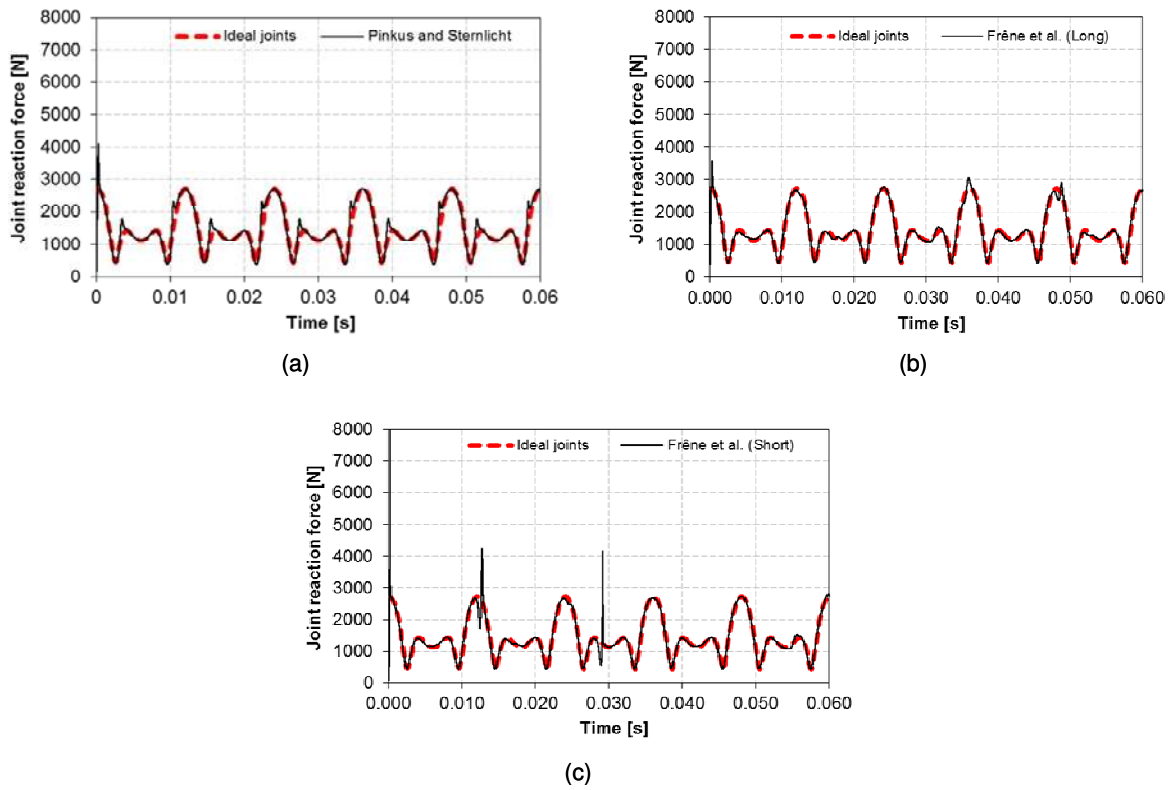 (a)
Ideal joints
Pinkus and Sternlicht
Joint reaction force [N]
8000
7000
6000
5000
4000
3000
2000
1000
0
0
0.01
0.02
0.03
0.04
0.05
0.06
Time [s]
(a)
(b)
Ideal joints
Frêne et al. (Long)
Joint reaction force [N]
8000
7000
6000
5000
4000
3000
2000
1000
0
0.000
0.010
0.020
0.030
0.040
0.050
0.060
Time [s]
(b)
Ideal joints
Frêne et al. (Short)
Joint reaction force [N]
8000
7000
6000
5000
4000
3000
2000
1000
0
0.000
0.010
0.020
0.030
0.040
0.050
0.060
Time [s]
(c)